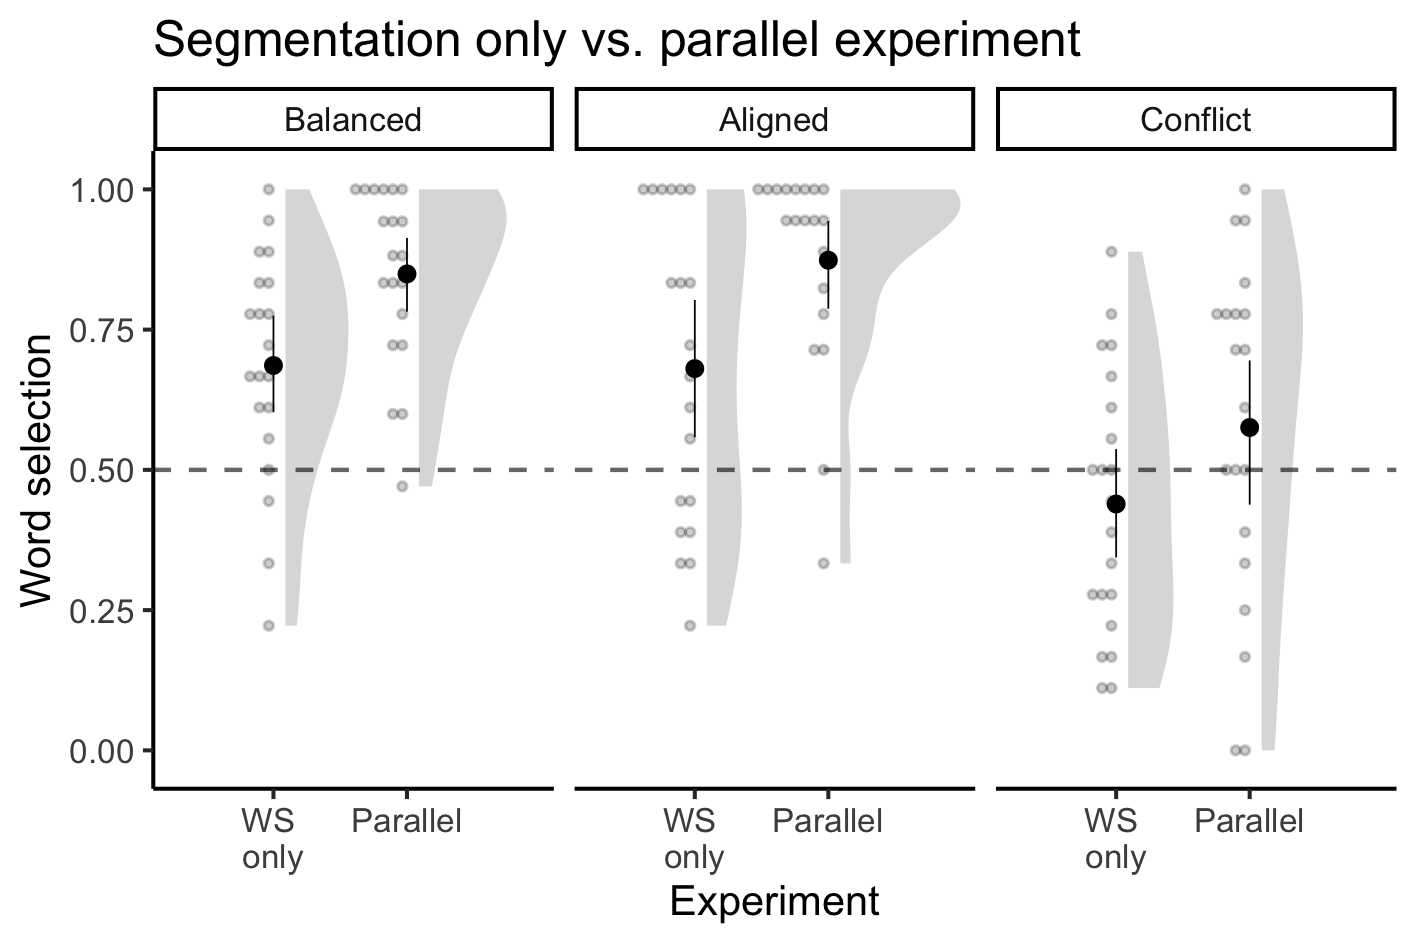 Segmentation only vs. parallel experiment
Balanced
Aligned
Conflict
Word selection
1.00
0.75
0.50
0.25
0.00
WS
only
Parallel
WS
only
Parallel
WS
only
Parallel
Experiment